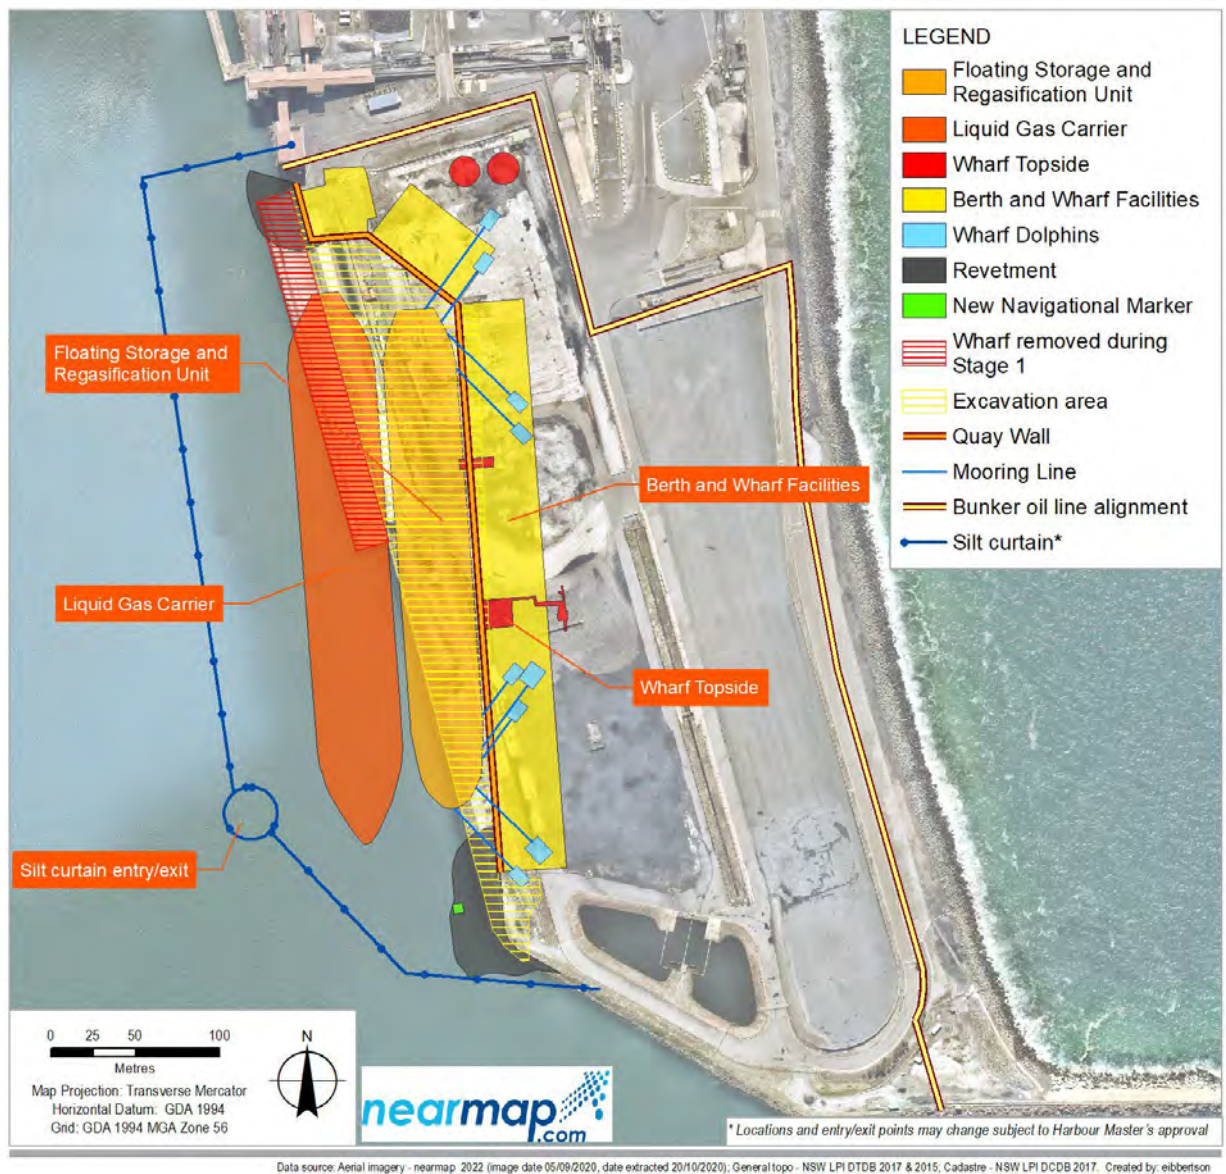 LEGEND
Floating Storage and
Regasification Unit
Liquid Gas Carrier
Wharf Topside
Berth and Wharf Facilities
Wharf Dolphins
Revetment
New Navigational Marker
Wharf removed during
Stage 1
Excavation area
Quay Wall
Mooring Line
Bunker oil line alignment
Silt curtain*
Floating Storage and
Regasification Unit
Berth and Wharf Facilities
Liquid Gas Carrier
Wharf Topside
Silt curtain entry/exit
0 25 50 100
Metres
Map Projection: Transverse Mercator
Horizontal Datum: GDA 1994
Grid: GDA 1994 MGA Zone 56
N
nearmap
.com
* Locations and entry/exit points may change subject to Harbour Master's approval
Data source: Aerial imagery - nearmap 2022 (image date 05/09/2020, date extracted 20/10/2020); General topo - NSW LPI DTDB 2017 & 2015; Cadastre - NSW LPI DCDB 2017. Created by: eibbertson